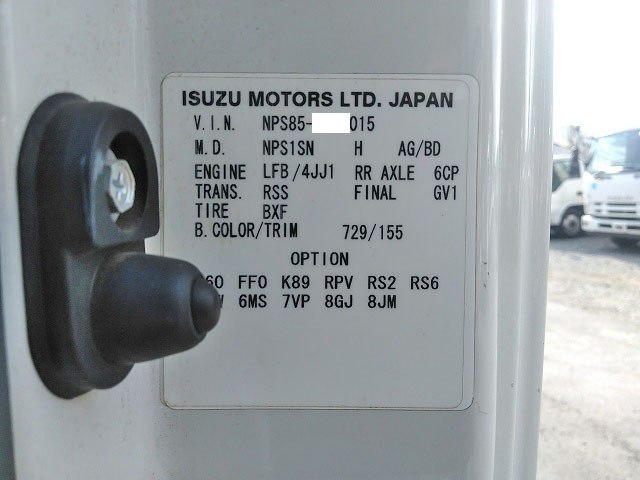 ISUZU MOTORS LTD. JAPAN
V.I.N. NPS85- 015
M.D. NPS1SN H AG/BD
ENGINE LFB/4JJ1 RR AXLE 6CP
TRANS. RSS FINAL GV1
TIRE BXF
B.COLOR/TRIM 729/155
OPTION
FF0 K89 RPV RS2 RS6
6MS 7VP 8GJ 8JM